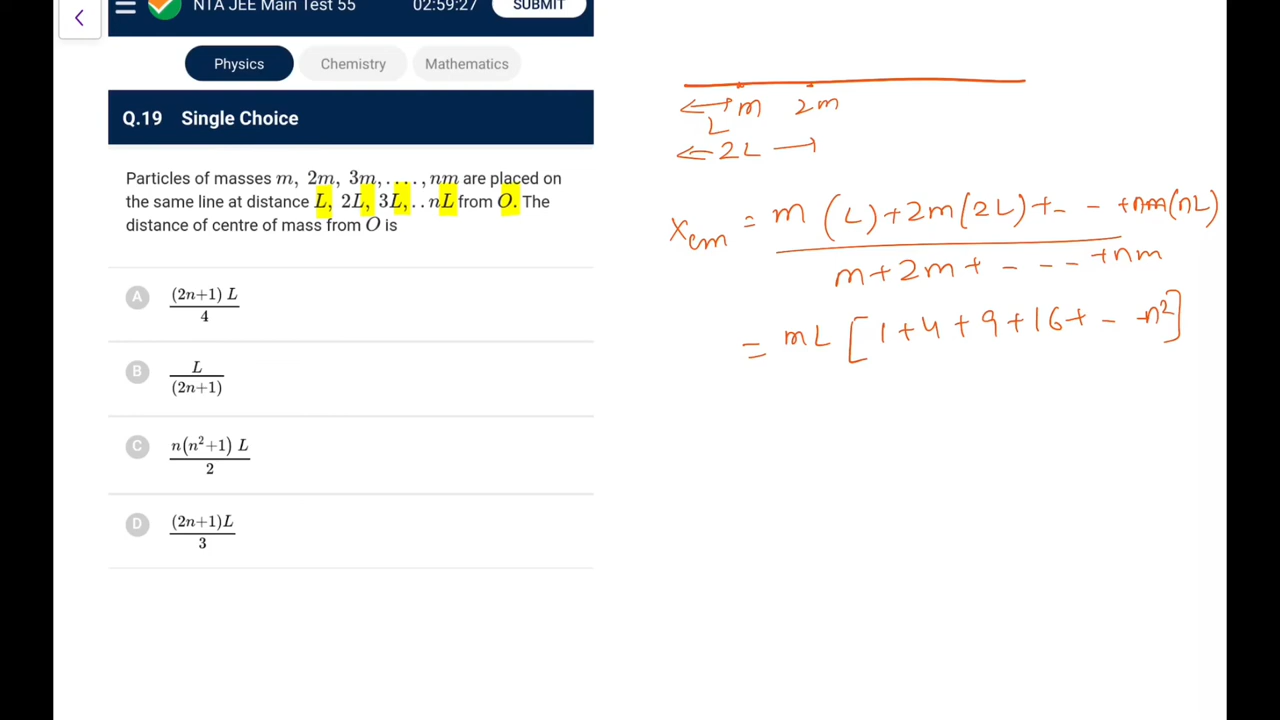 NTA JEE Main Test 55 02:59:27 SUBMIT
Physics Chemistry Mathematics
Q.19 Single Choice
Particles of masses m, 2m, 3m, ...., nm are placed on
the same line at distance L, 2L, 3L, .. nL from O. The
distance of centre of mass from O is
A (2n+1) L / 4
B L / (2n+1)
C n(n²+1) L / 2
D (2n+1)L / 3
m 2m
L
2L
xcm = m (L) + 2m(2L) + - - + nm(nL)
m + 2m + - - - - + nm
= mL [1 + 4 + 9 + 16 + - - n²]